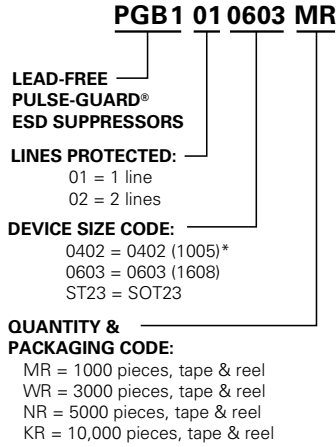 PGB1 01 0603 MR
LEAD-FREE
PULSE-GUARD®
ESD SUPPRESSORS
LINES PROTECTED:
01 = 1 line
02 = 2 lines
DEVICE SIZE CODE:
0402 = 0402 (1005)*
0603 = 0603 (1608)
ST23 = SOT23
QUANTITY &
PACKAGING CODE:
MR = 1000 pieces, tape & reel
WR = 3000 pieces, tape & reel
NR = 5000 pieces, tape & reel
KR = 10,000 pieces, tape & reel